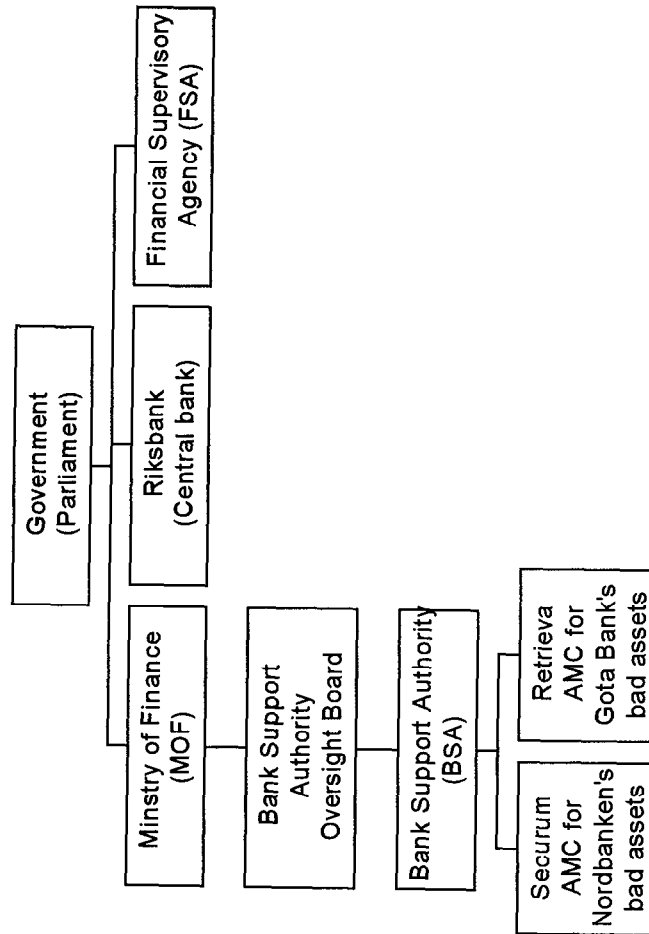 Government
(Parliament)
Minstry of Finance
(MOF)
Riksbank
(Central bank)
Financial Supervisory
Agency (FSA)
Bank Support
Authority
Oversight Board
Bank Support Authority
(BSA)
Securum
AMC for
Nordbanken's
bad assets
Retrieva
AMC for
Gota Bank's
bad assets